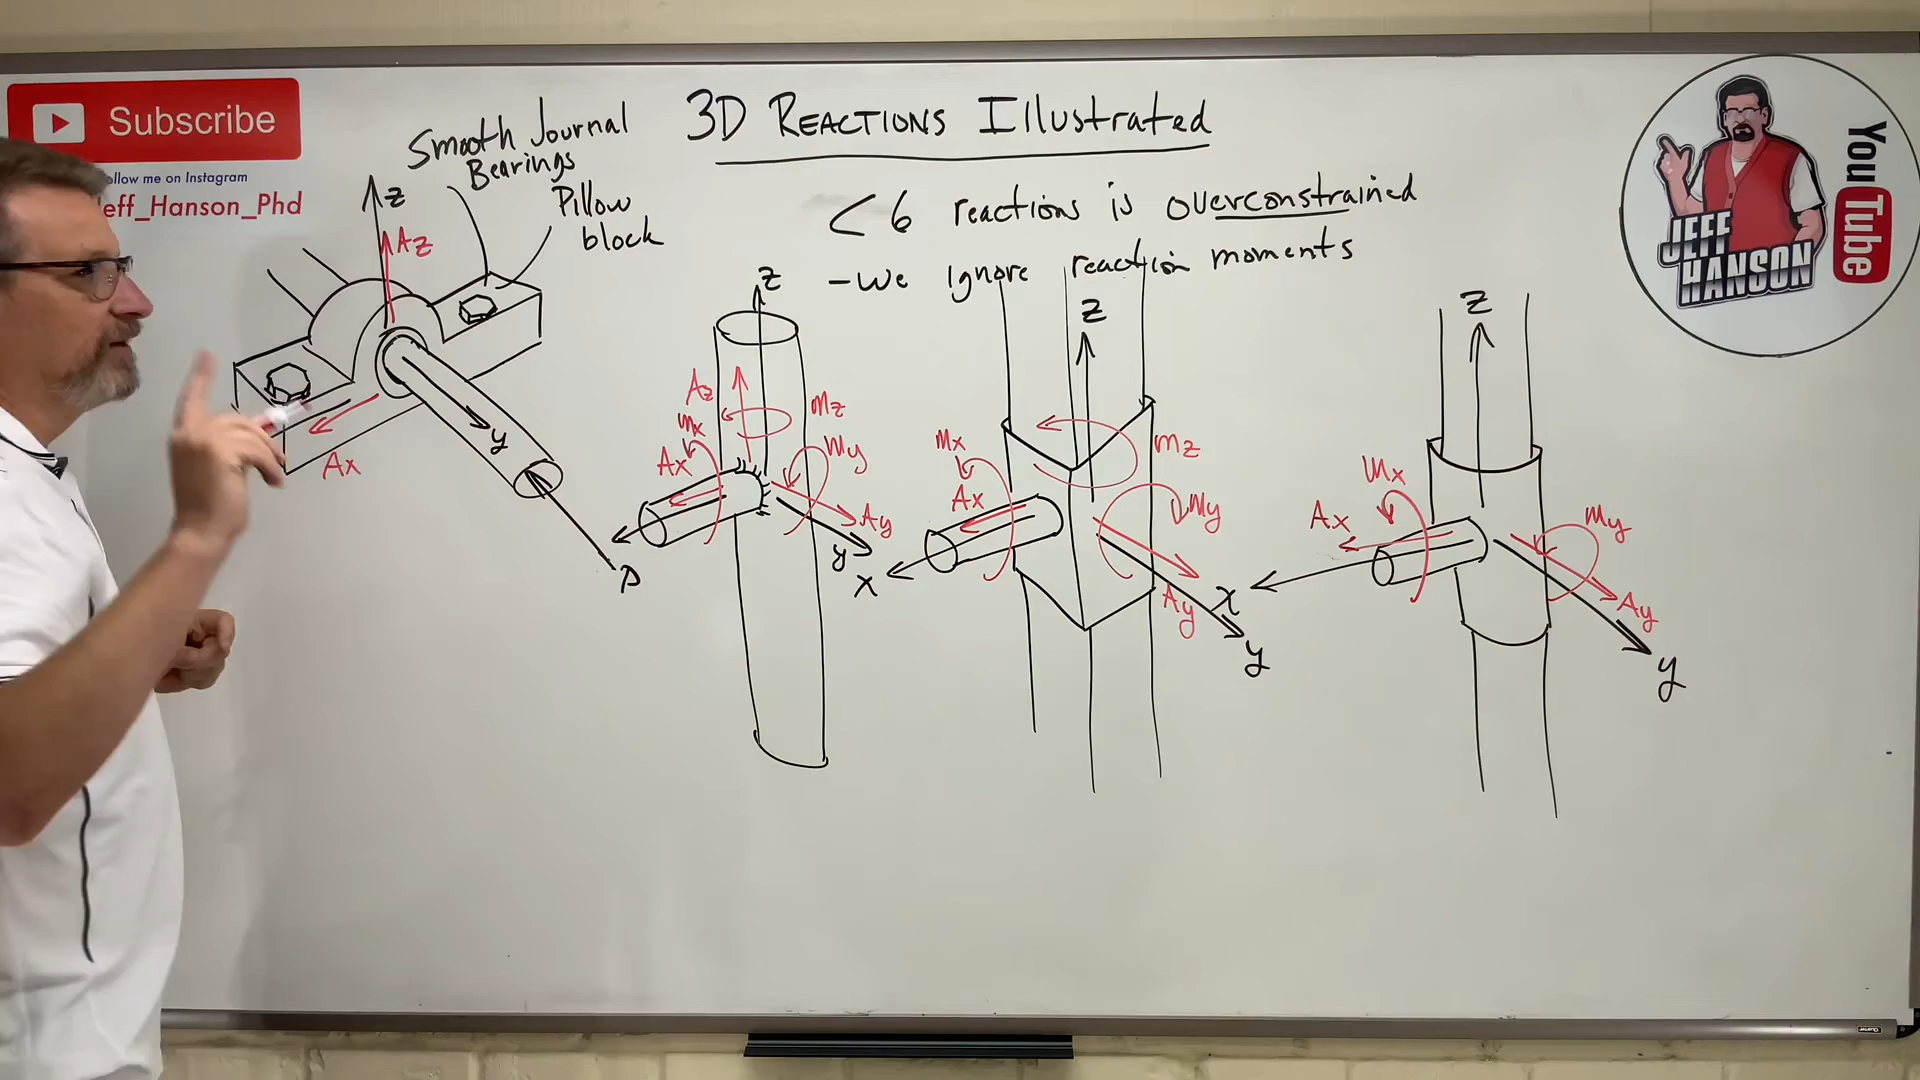 Subscribe
ollow me on Instagram
eff_Hanson_Phd
Smooth Journal
Bearings
Pillow
block
3D REACTIONS Illustrated
< 6 reactions is overconstrained
- we ignore reaction moments
z
Az
Ax
y
P
z
Az
Mz
Mx
Ax
My
Ay
y
x
z
Mx
Ax
Mz
My
Ay
x
y
z
Mx
Ax
My
Ay
y
JEFF
HANSON
YouTube